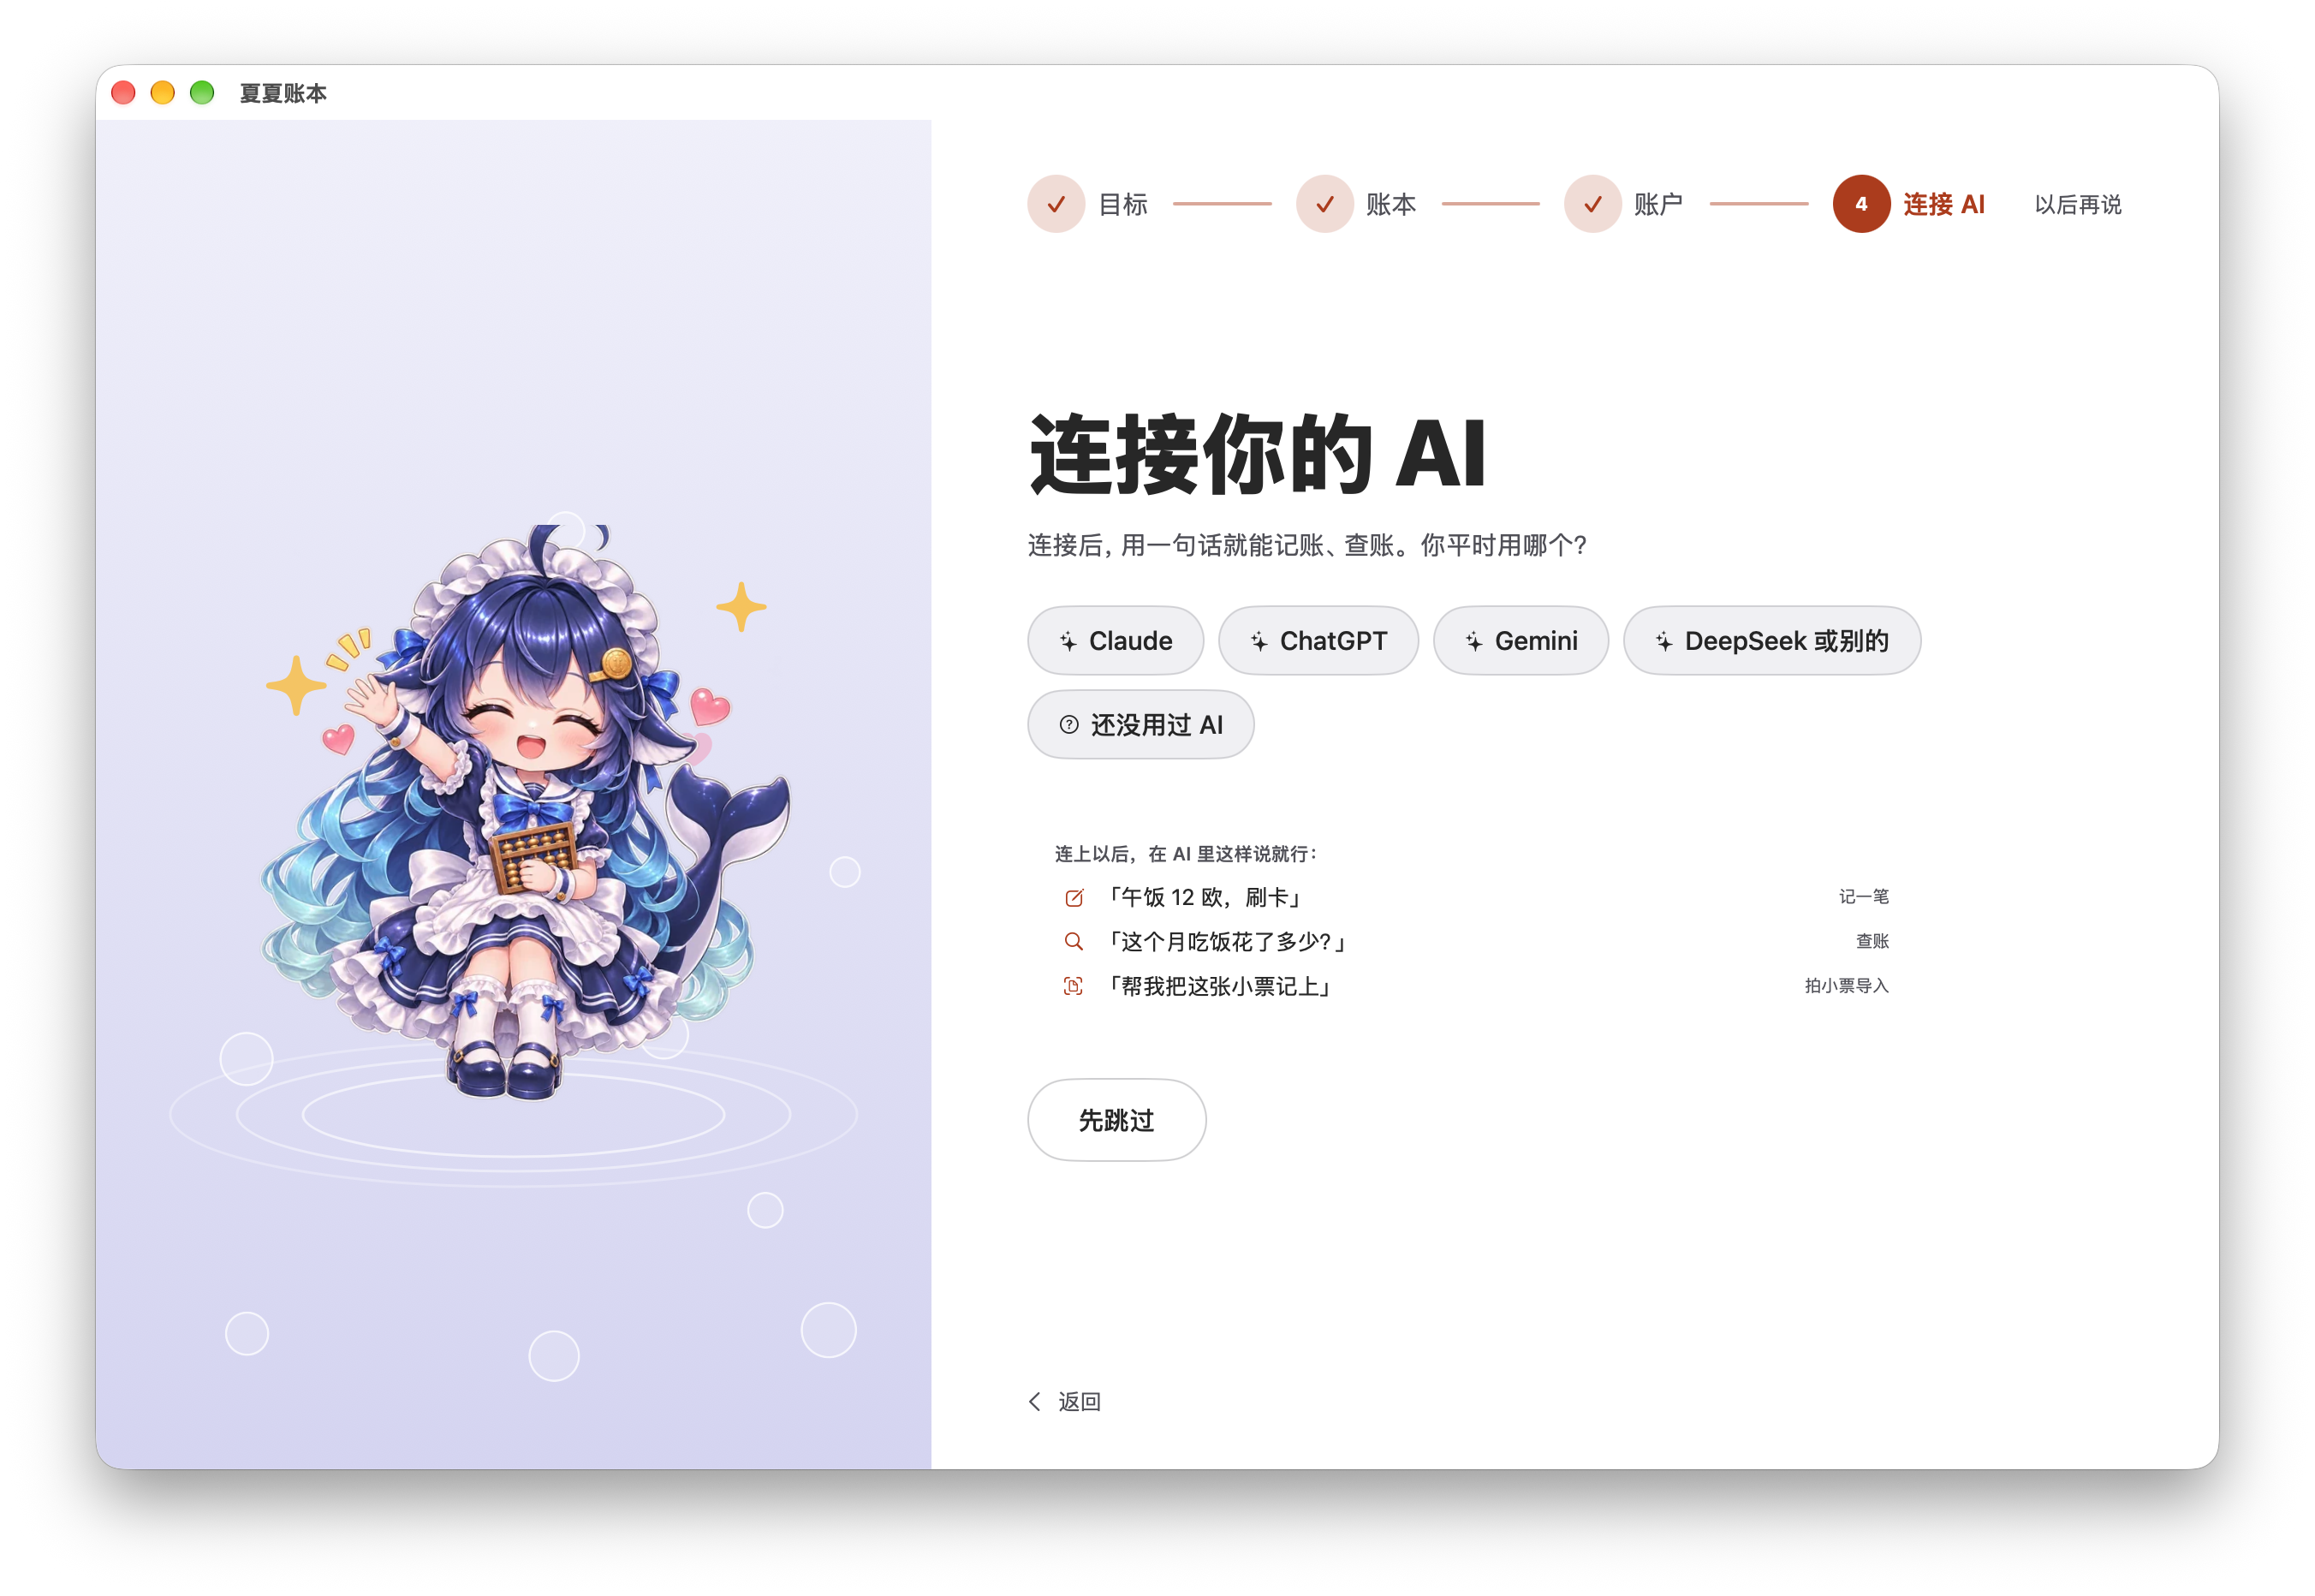 夏夏账本
目标
账本
账户
4 连接 AI
以后再说
连接你的 AI
连接后，用一句话就能记账、查账。你平时用哪个？
Claude
ChatGPT
Gemini
DeepSeek 或别的
还没用过 AI
连上以后，在 AI 里这样说就行：
「午饭 12 欧，刷卡」 记一笔
「这个月吃饭花了多少？」 查账
「帮我把这张小票记上」 拍小票导入
先跳过
返回